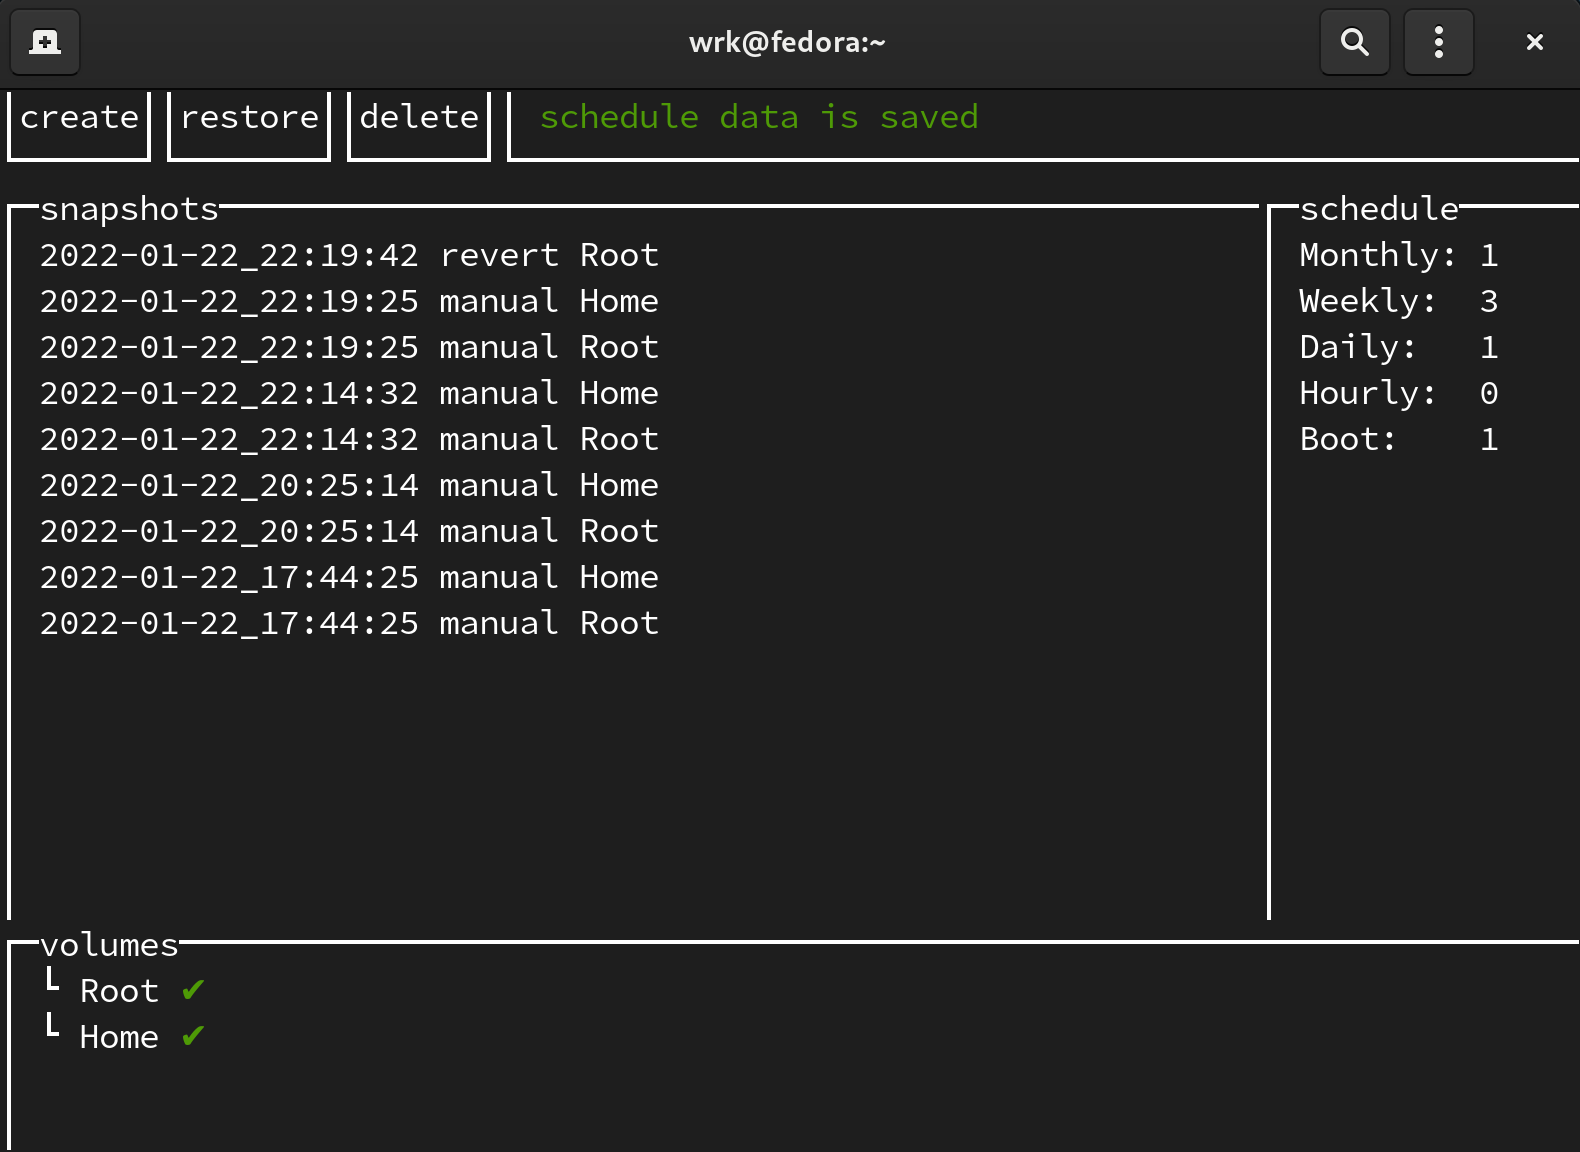 wrk@fedora:~
create restore delete schedule data is saved
snapshots
2022-01-22_22:19:42 revert Root
2022-01-22_22:19:25 manual Home
2022-01-22_22:19:25 manual Root
2022-01-22_22:14:32 manual Home
2022-01-22_22:14:32 manual Root
2022-01-22_20:25:14 manual Home
2022-01-22_20:25:14 manual Root
2022-01-22_17:44:25 manual Home
2022-01-22_17:44:25 manual Root
schedule
Monthly: 1
Weekly: 3
Daily: 1
Hourly: 0
Boot: 1
volumes
Root ✔
Home ✔